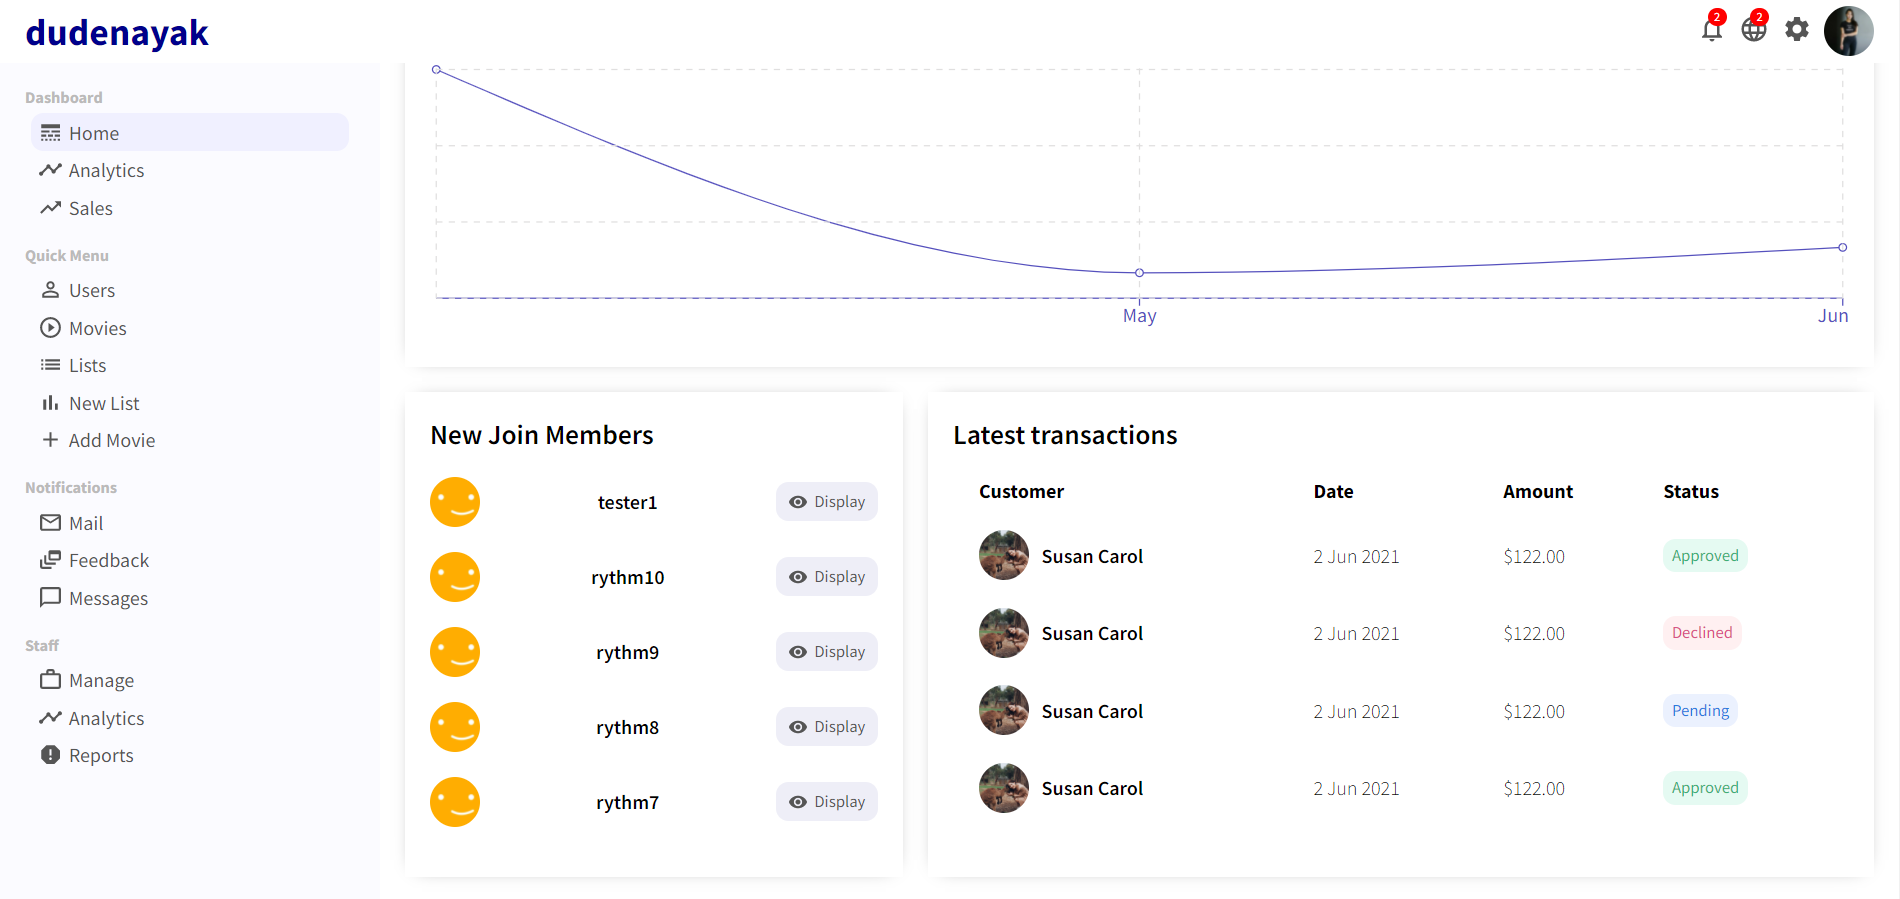 dudenayak
2
2
Dashboard
Home
Analytics
Sales
Quick Menu
Users
Movies
Lists
New List
Add Movie
Notifications
Mail
Feedback
Messages
Staff
Manage
Analytics
Reports
May
Jun
New Join Members
tester1
Display
rythm10
Display
rythm9
Display
rythm8
Display
rythm7
Display
Latest transactions
Customer Date Amount Status
Susan Carol 2 Jun 2021 $122.00 Approved
Susan Carol 2 Jun 2021 $122.00 Declined
Susan Carol 2 Jun 2021 $122.00 Pending
Susan Carol 2 Jun 2021 $122.00 Approved